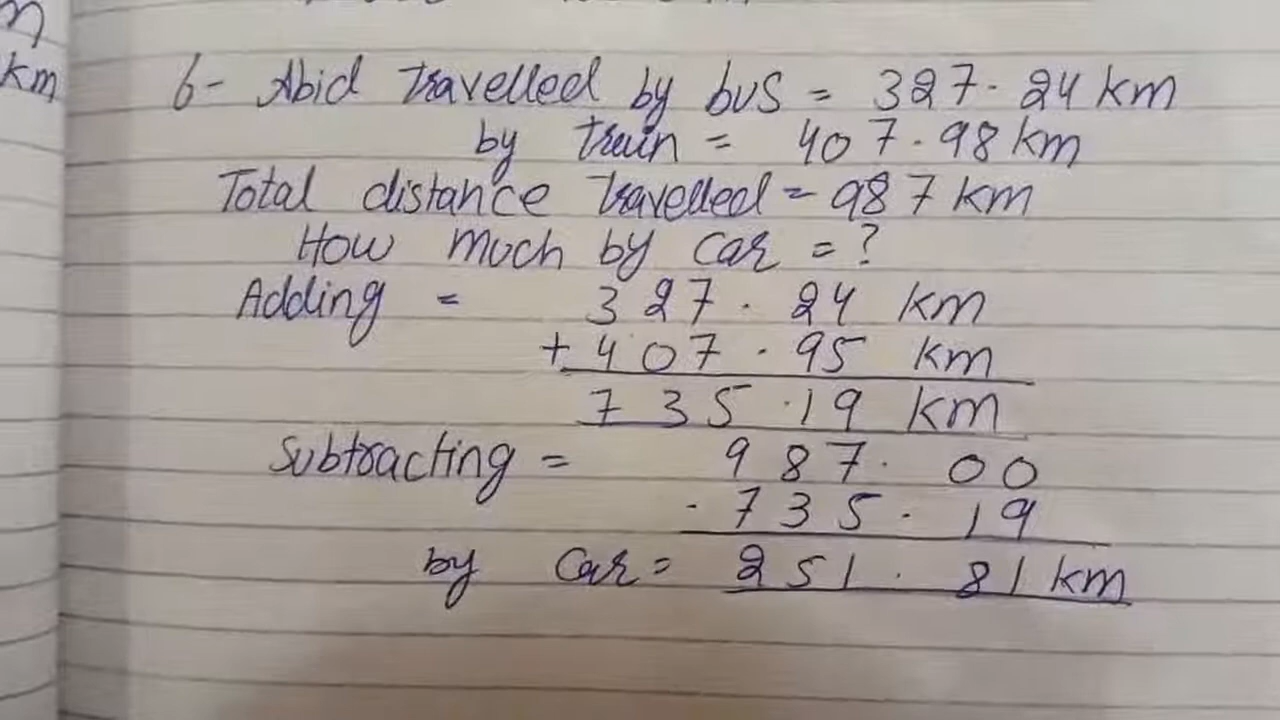 n
km
6- Abid travelled by bus = 327.24 km
by train = 407.98 km
Total distance travelled = 987 km
How much by car = ?
Adding = 327.24 km
+ 407.95 km
735.19 km
Subtracting = 987.00
- 735.19
by Car = 251.81 km